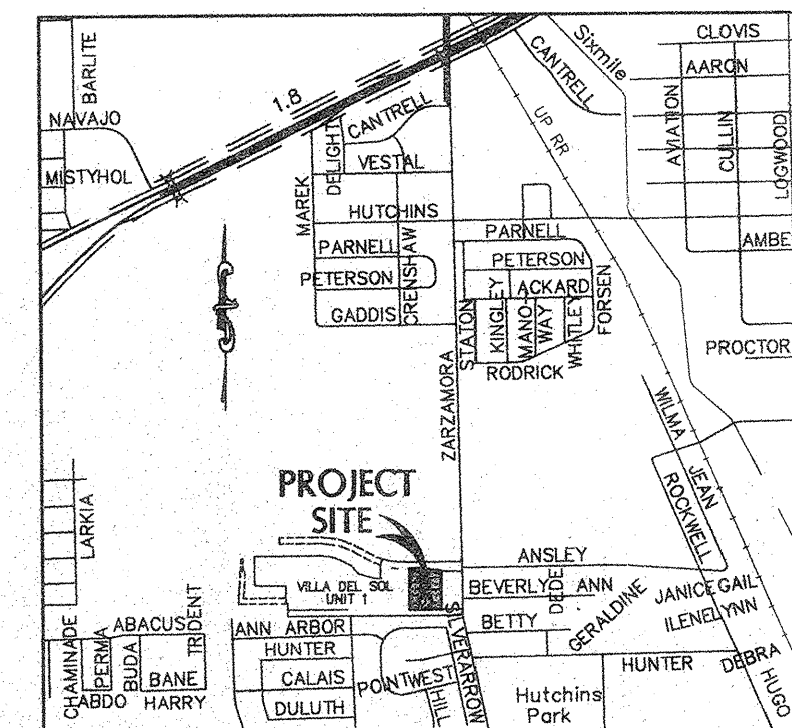 CLOVIS
BARLITE
Sixmile
CANTRELL
AARON
1.8
NAVAJO
CANTRELL
UP RR
AVIATION
CULLIN
LOGWOOD
DELIGHT
VESTAL
MISTYHOL
MAREK
HUTCHINS
PARNELL
PARNELL
AMBE
CRENSHAW
PETERSON
PETERSON
ACKARD
GADDIS
STATON
KINGLEY
MANO-
WAY
WHITLEY
FORSEN
RODRICK
PROCTOR
ZARZAMORA
WILMA
JEAN
PROJECT
SITE
ROCKWELL
LARKIA
ANSLEY
VILLA DEL SOL
UNIT 1
BEVERLY ANN
DEDE
GERALDINE
JANICE GAIL
ILENE LYNN
TRIDENT
ABACUS
ANN ARBOR
SILVERARROW
BETTY
CHAMINADE
PERMA
BUDA
BANE
HUNTER
CALAIS
POINTWEST
HUNTER
DEBRA
HUGO
ABDO
HARRY
DULUTH
HILL
Hutchins
Park